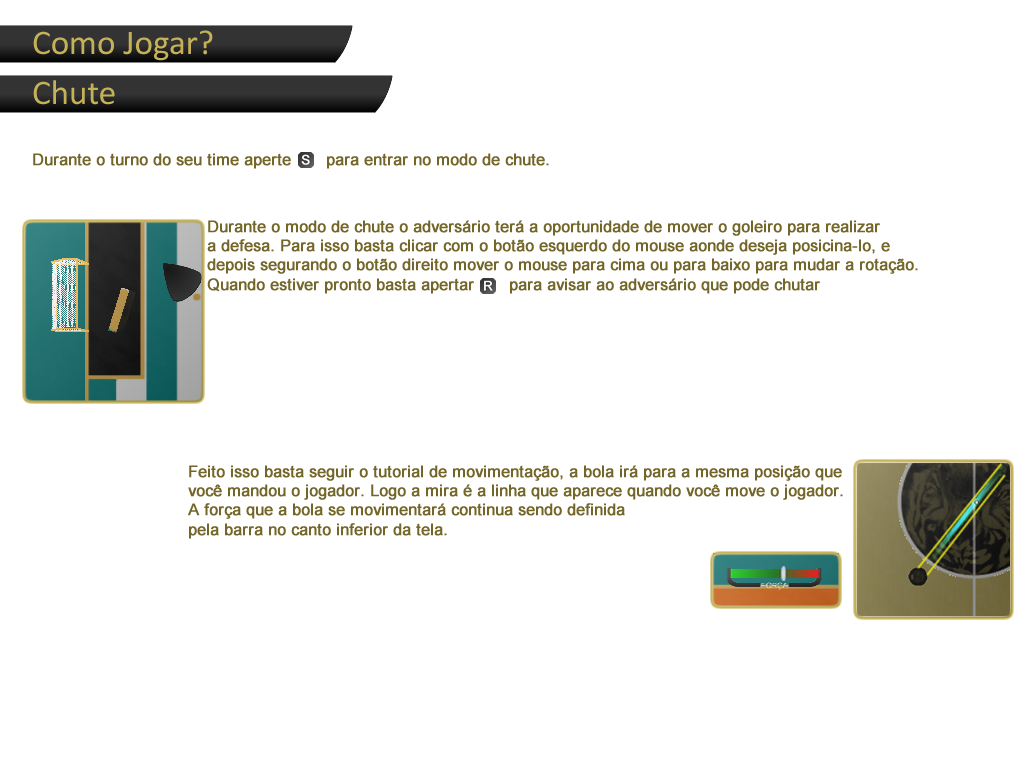 Como Jogar?
Chute
Durante o turno do seu time aperte S para entrar no modo de chute.
Durante o modo de chute o adversário terá a oportunidade de mover o goleiro para realizar
a defesa. Para isso basta clicar com o botão esquerdo do mouse aonde deseja posicina-lo, e
depois segurando o botão direito mover o mouse para cima ou para baixo para mudar a rotação.
Quando estiver pronto basta apertar R para avisar ao adversário que pode chutar
Feito isso basta seguir o tutorial de movimentação, a bola irá para a mesma posição que
você mandou o jogador. Logo a mira é a linha que aparece quando você move o jogador.
A força que a bola se movimentará continua sendo definida
pela barra no canto inferior da tela.
FORÇA